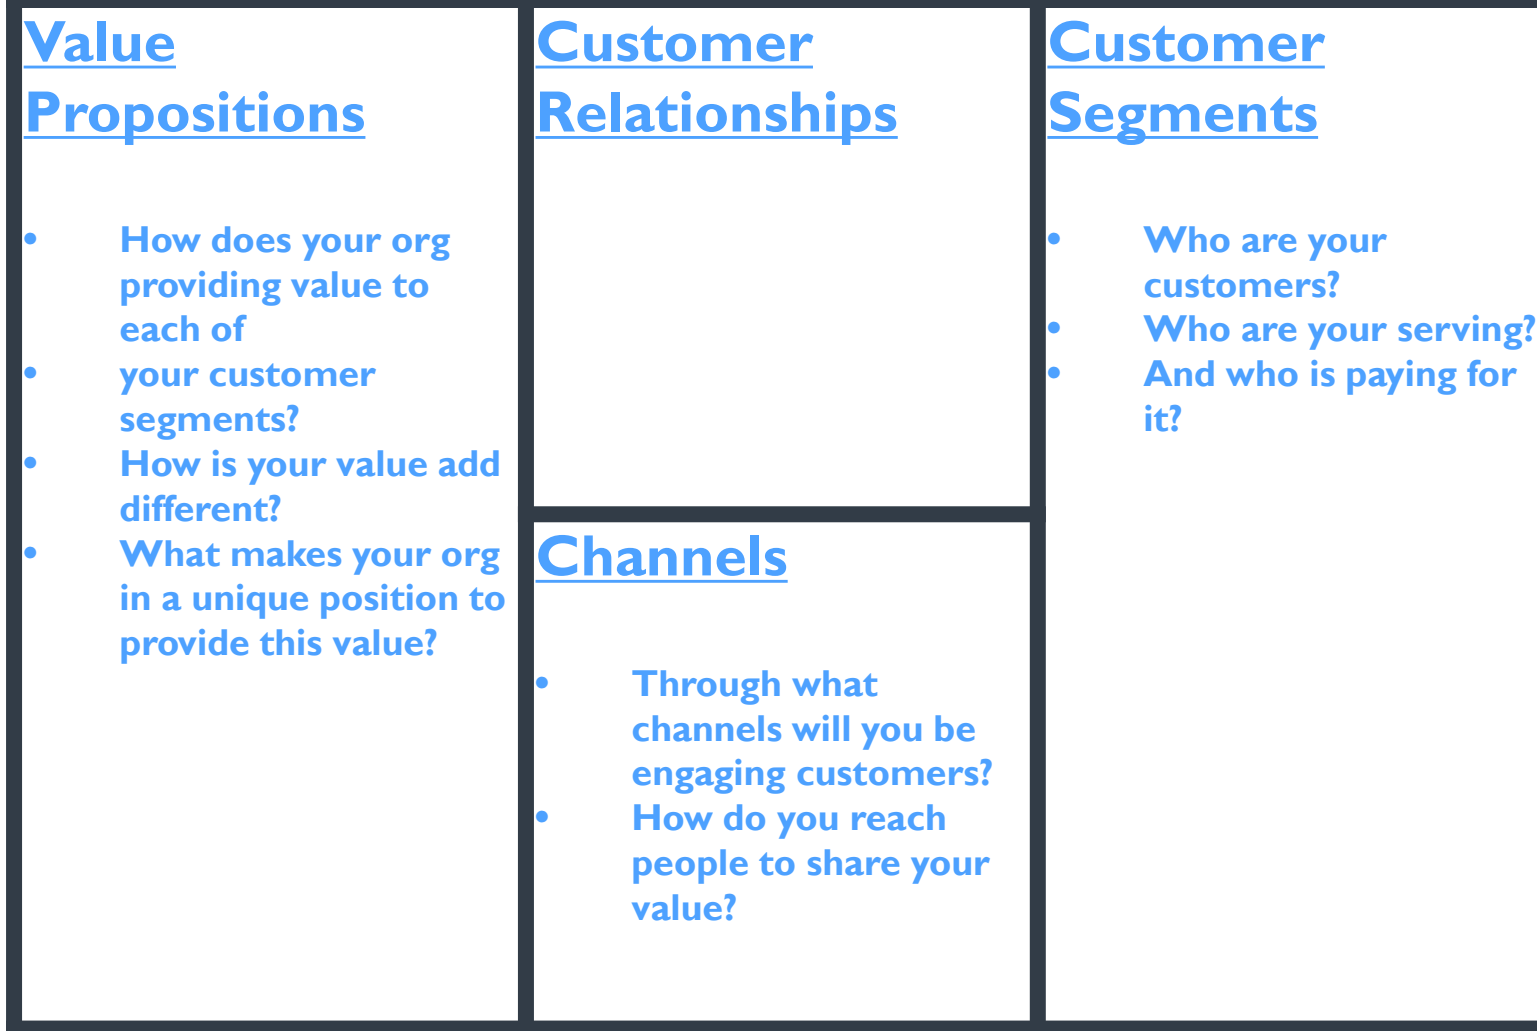 Value
Propositions
• How does your org
providing value to
each of
• your customer
segments?
• How is your value add
different?
• What makes your org
in a unique position to
provide this value?
Customer
Relationships
Channels
• Through what
channels will you be
engaging customers?
• How do you reach
people to share your
value?
Customer
Segments
• Who are your
customers?
• Who are your serving?
• And who is paying for
it?